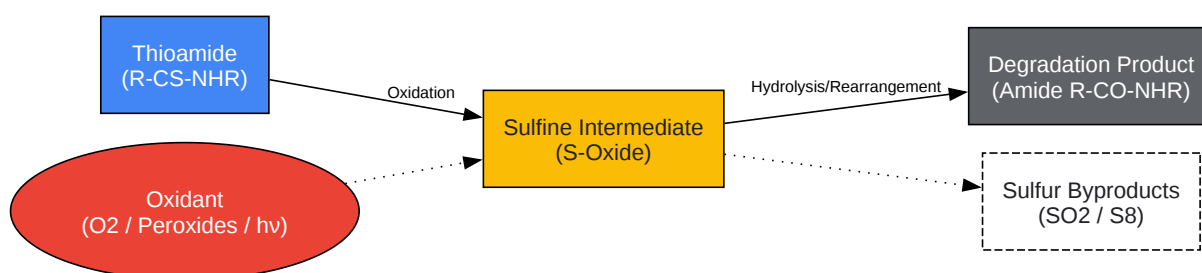 Thioamide
(R-CS-NHR)
Oxidation
Oxidant
(O2 / Peroxides / hν)
Sulfine Intermediate
(S-Oxide)
Hydrolysis/Rearrangement
Degradation Product
(Amide R-CO-NHR)
Sulfur Byproducts
(SO2 / S8)